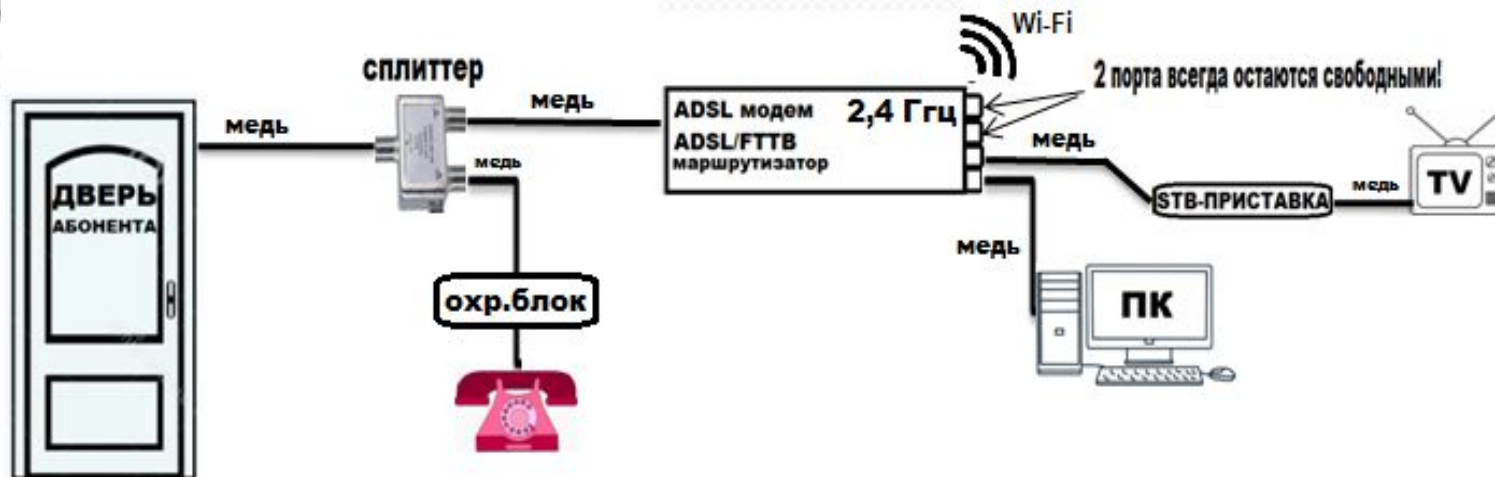 Wi-Fi
сплиттер
2 порта всегда остаются свободными!
медь
медь
ADSL модем
2,4 Ггц
ADSL/FTTB
маршрутизатор
медь
медь
ДВЕРЬ
АБОНЕНТА
STB-ПРИСТАВКА
медь
TV
медь
охр.блок
ПК